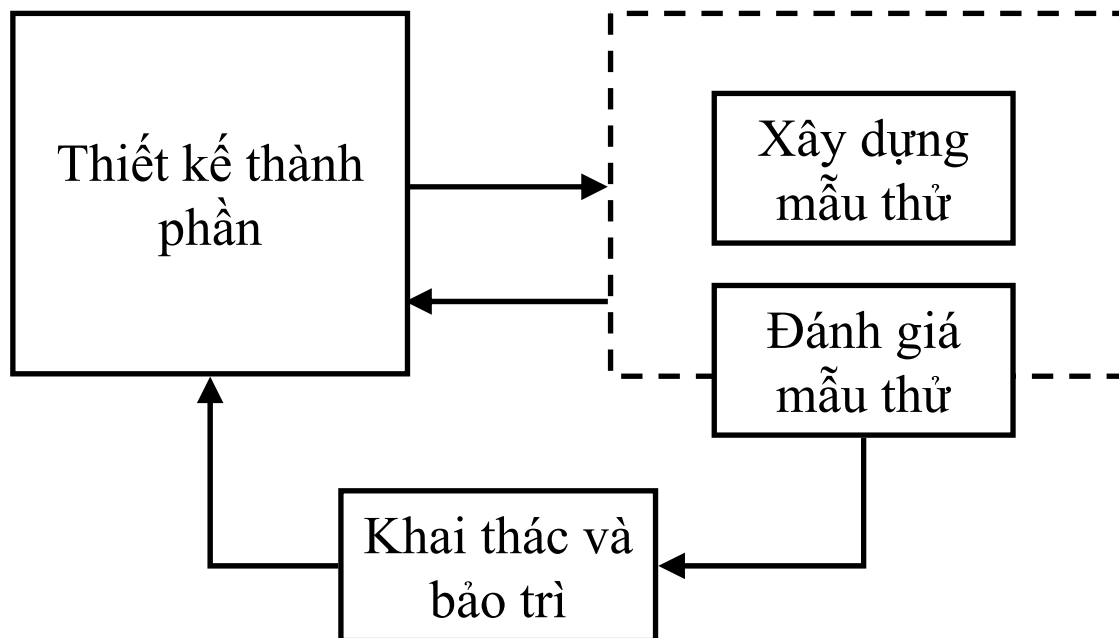 Thiết kế thành
phần
Xây dựng
mẫu thử
Đánh giá
mẫu thử
Khai thác và
bảo trì